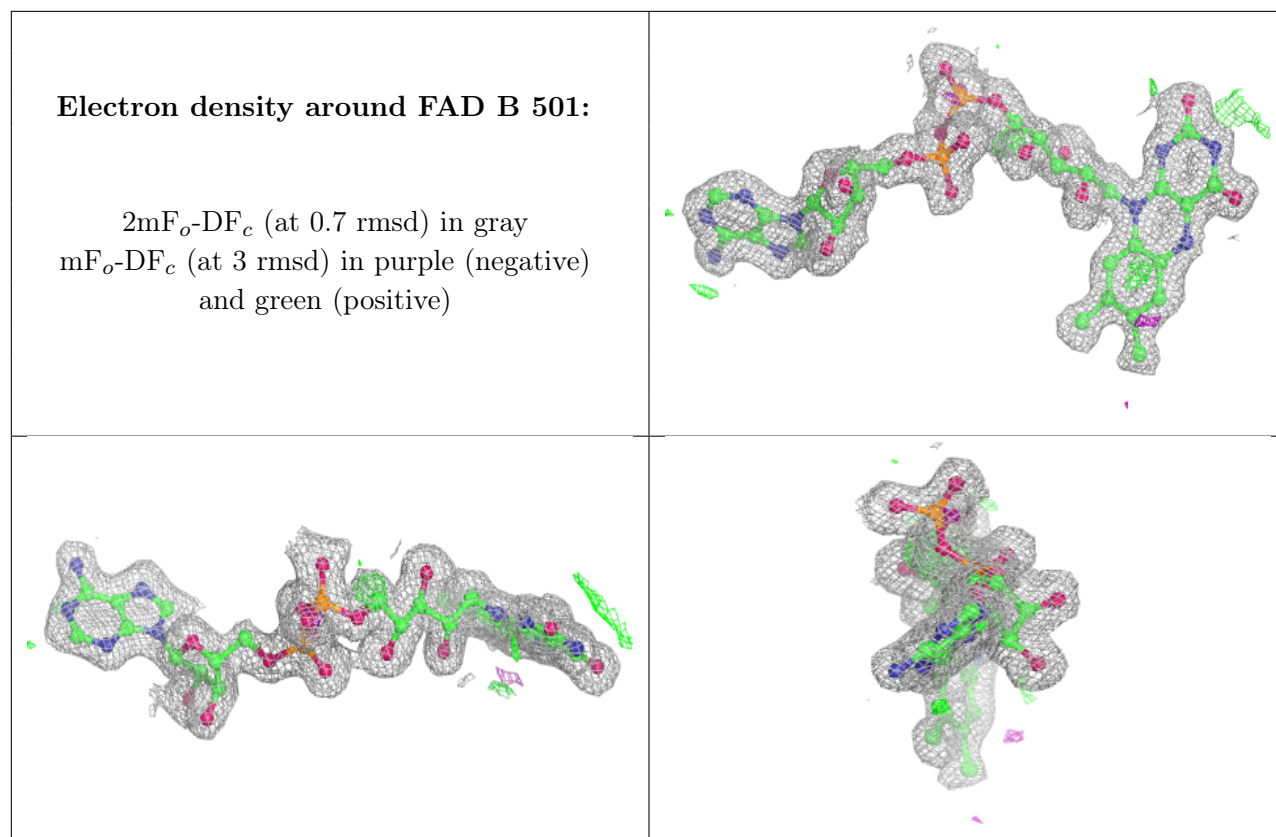 Electron density around FAD B 501:
2mFo-DFc (at 0.7 rmsd) in gray
mFo-DFc (at 3 rmsd) in purple (negative)
and green (positive)